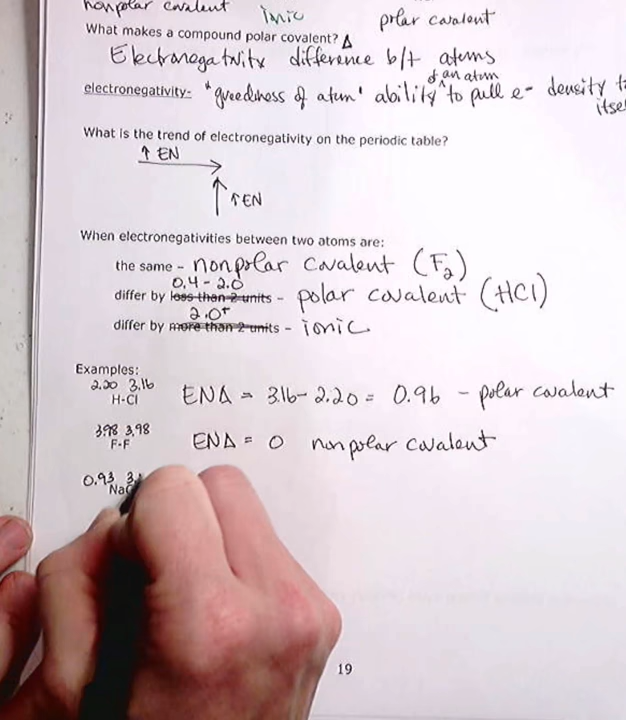 nonpolar covalent ionic polar covalent
What makes a compound polar covalent? Δ
Electronegativity difference b/t atoms
of an atom
electronegativity- "greediness of atom" ability ^ to pull e- density
What is the trend of electronegativity on the periodic table?
↑ EN
↑EN
When electronegativities between two atoms are:
the same - nonpolar covalent (F₂)
0.4 - 2.0
differ by less than 2 units - polar covalent (HCl)
2.0+
differ by more than 2 units - ionic
Examples:
2.20 3.16
H-Cl ENΔ = 3.16 - 2.20 = 0.96 - polar covalent
3.98 3.98
F-F ENΔ = 0 nonpolar covalent
0.93 3.
Na
19